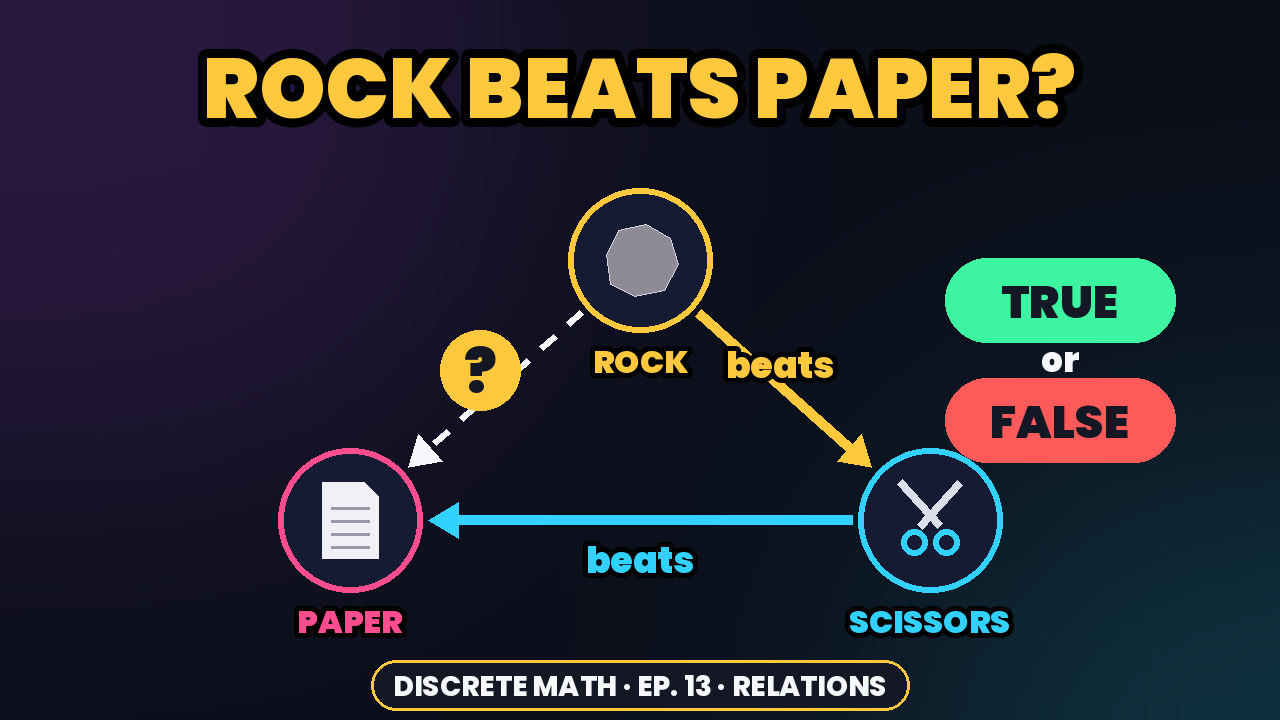 ROCK BEATS PAPER?
TRUE
or
FALSE
?
ROCK
beats
beats
PAPER
SCISSORS
DISCRETE MATH · EP. 13 · RELATIONS